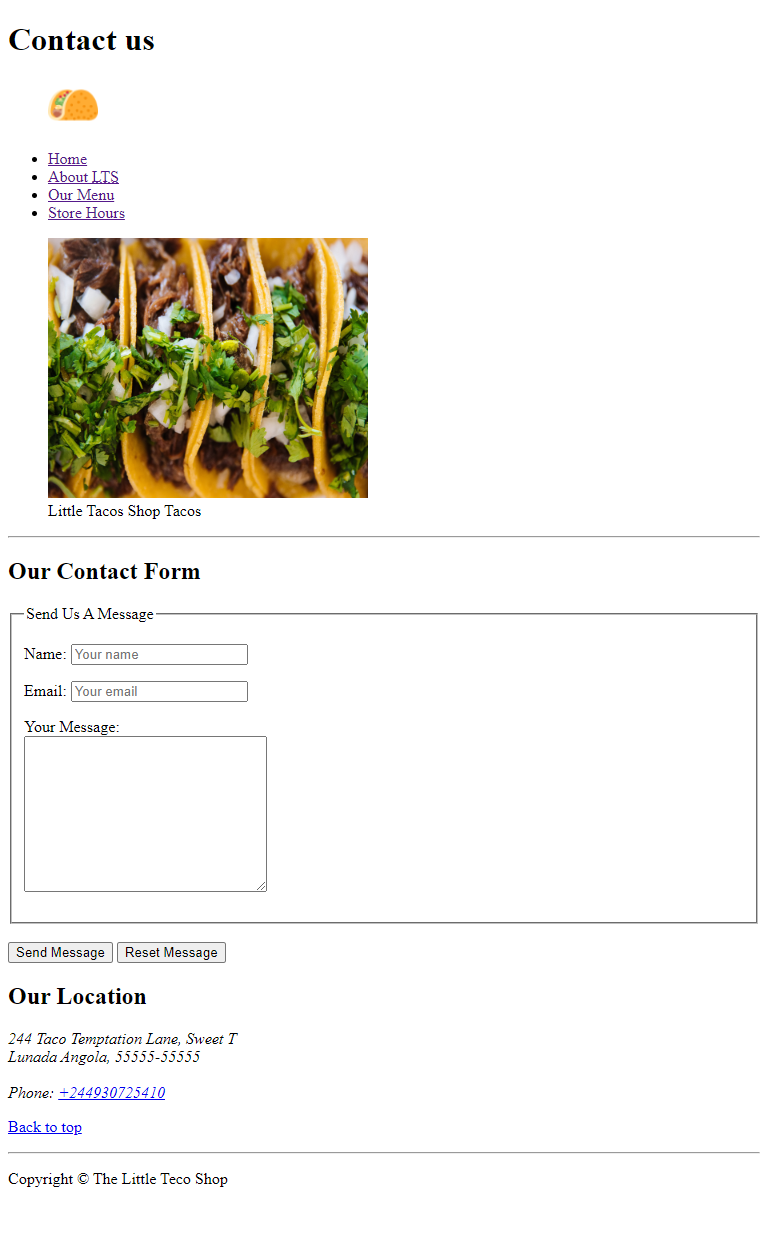 Contact us
Home
About LTS
Our Menu
Store Hours
Little Tacos Shop Tacos
Our Contact Form
Send Us A Message
Name: Your name
Email: Your email
Your Message:
Send Message Reset Message
Our Location
244 Taco Temptation Lane, Sweet T
Lunada Angola, 55555-55555
Phone: +244930725410
Back to top
Copyright © The Little Teco Shop